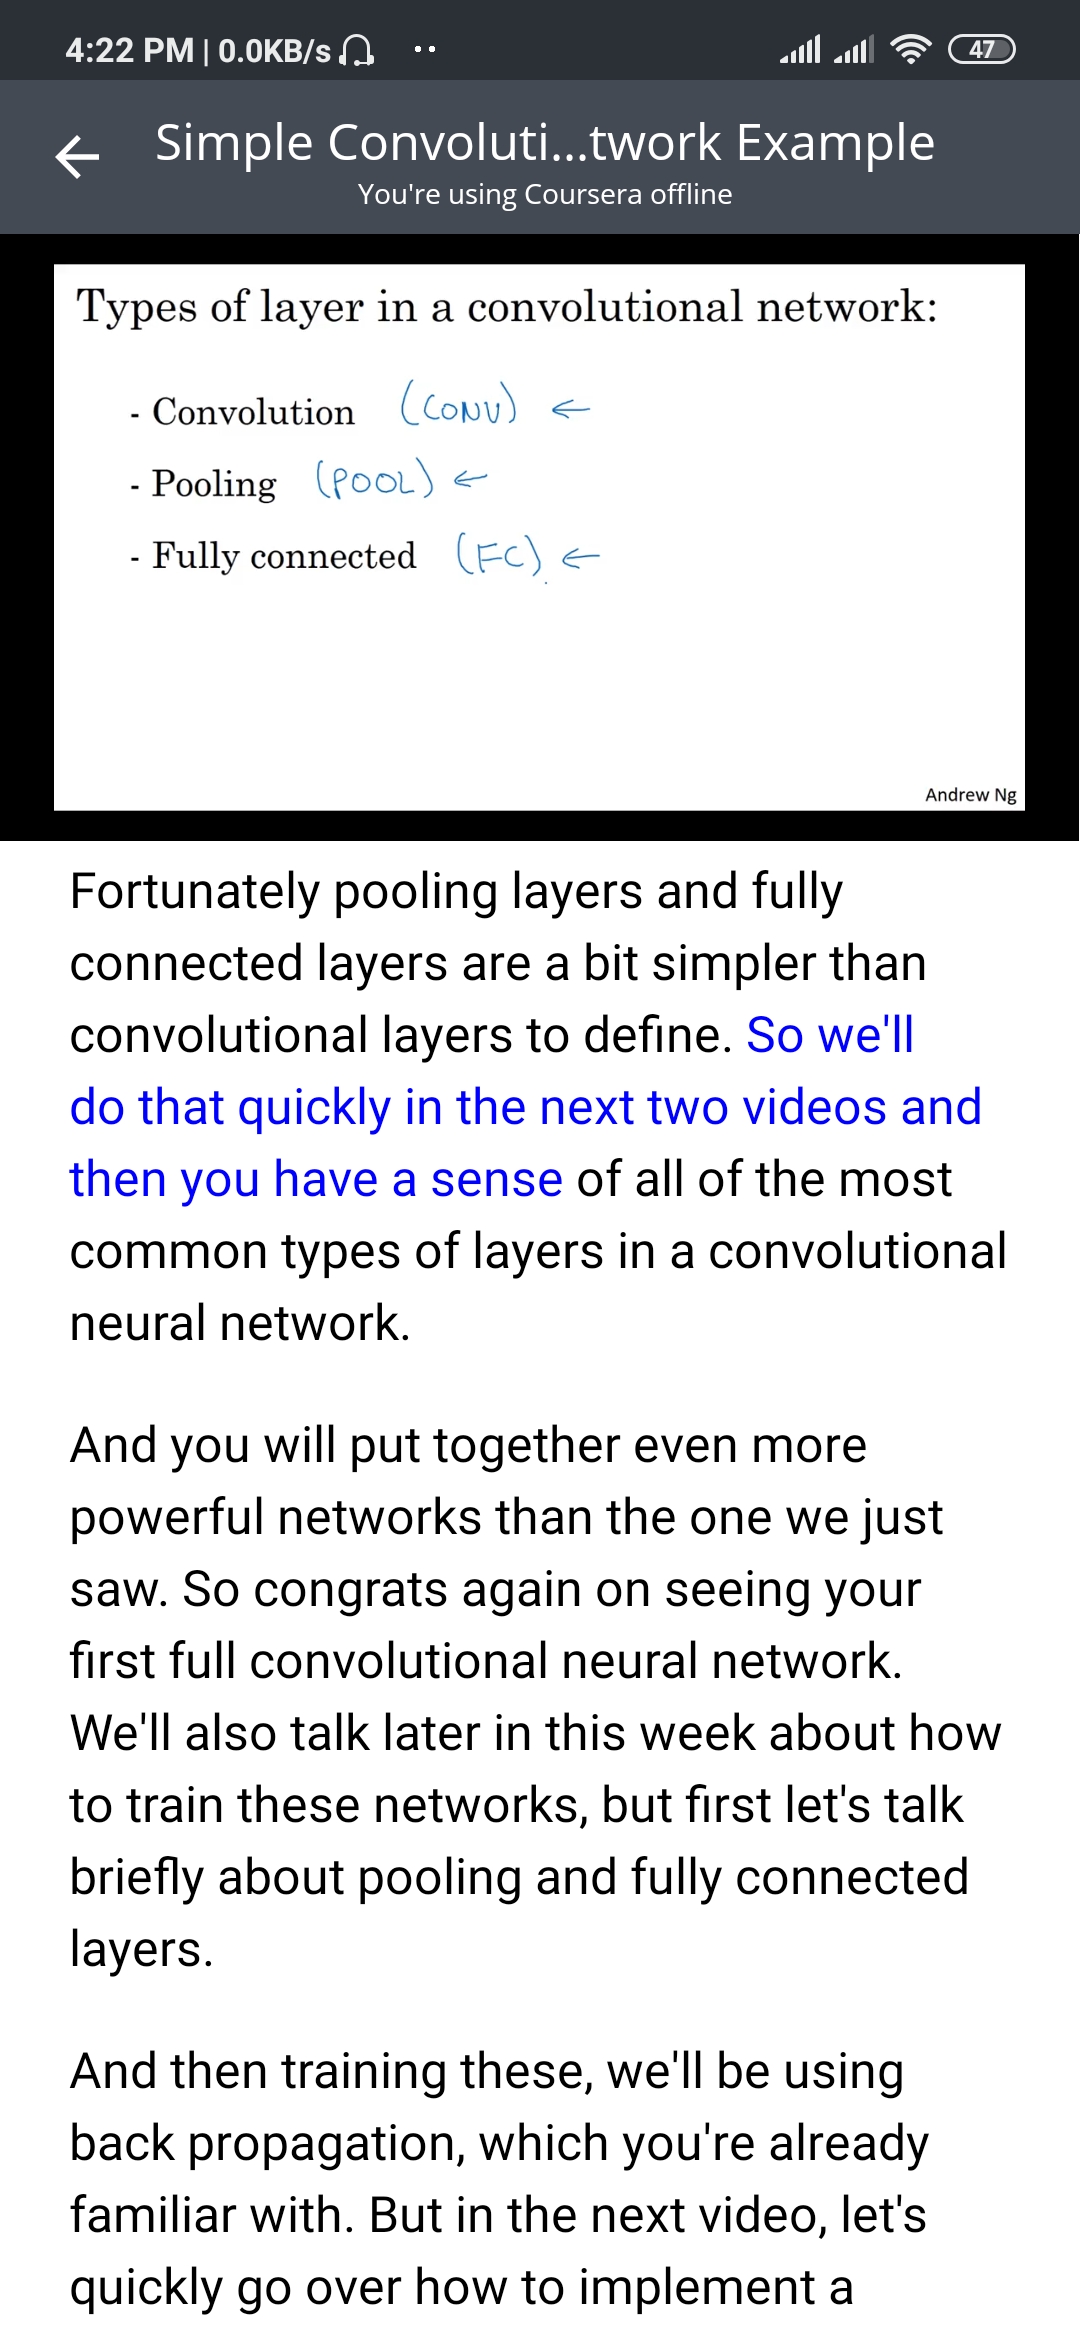 4:22 PM | 0.0KB/s
47
Simple Convoluti...twork Example
You're using Coursera offline
Types of layer in a convolutional network:
- Convolution (CONV) ←
- Pooling (POOL) ←
- Fully connected (FC) ←
Andrew Ng
Fortunately pooling layers and fully
connected layers are a bit simpler than
convolutional layers to define. So we'll
do that quickly in the next two videos and
then you have a sense of all of the most
common types of layers in a convolutional
neural network.
And you will put together even more
powerful networks than the one we just
saw. So congrats again on seeing your
first full convolutional neural network.
We'll also talk later in this week about how
to train these networks, but first let's talk
briefly about pooling and fully connected
layers.
And then training these, we'll be using
back propagation, which you're already
familiar with. But in the next video, let's
quickly go over how to implement a